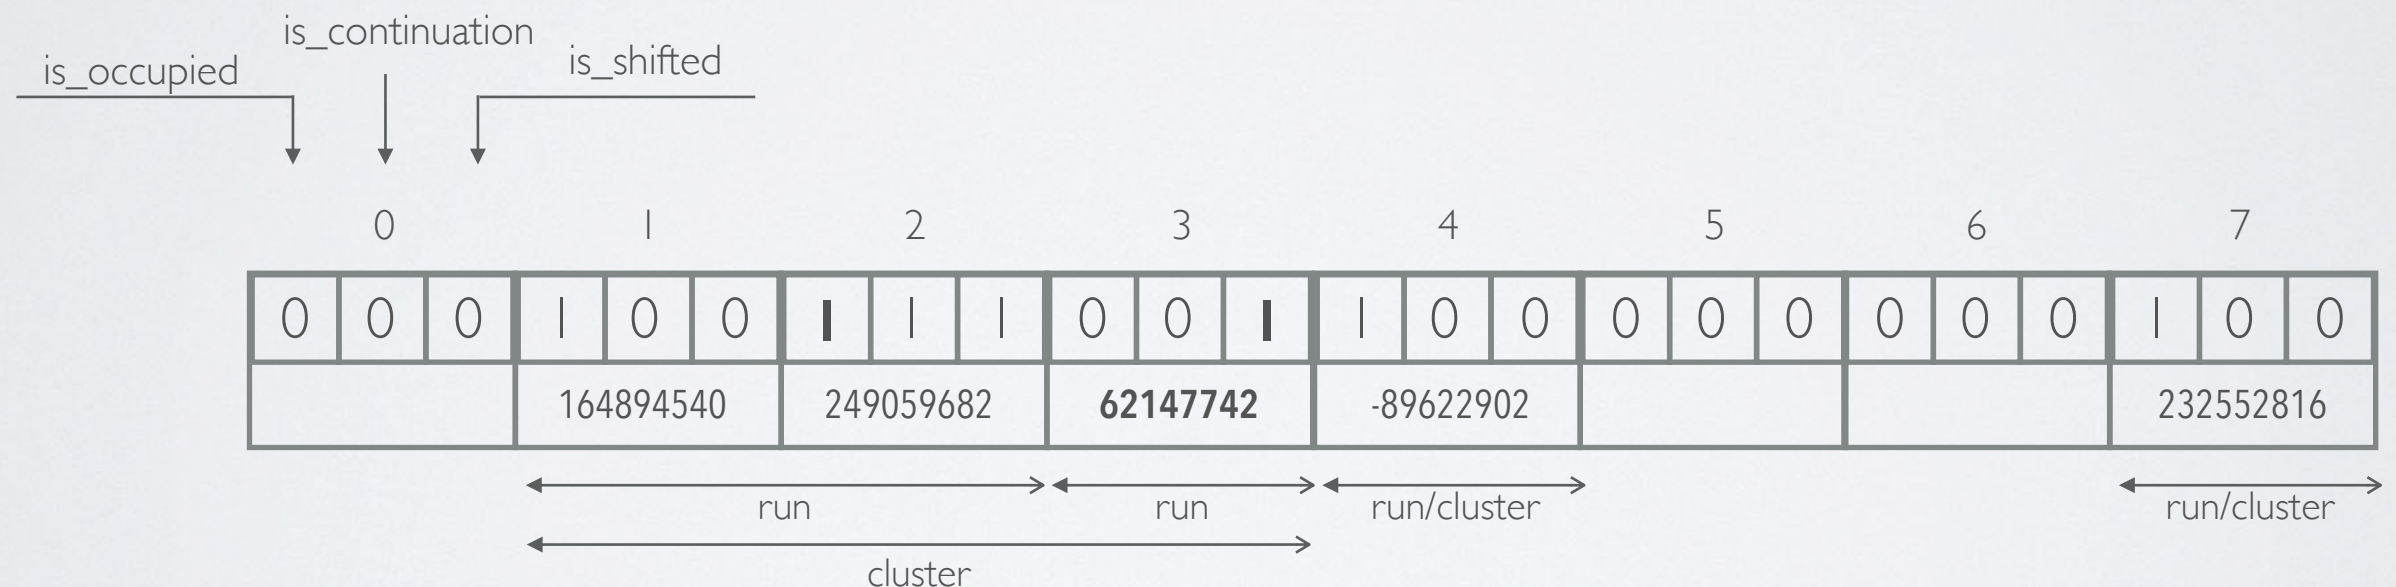 is_continuation
is_occupied
is_shifted
0 1 2 3 4 5 6 7
0 0 0 1 0 0 1 1 1 0 0 1 1 0 0 0 0 0 0 0 0 1 0 0
164894540 249059682 62147742 -89622902 232552816
run run run/cluster run/cluster
cluster